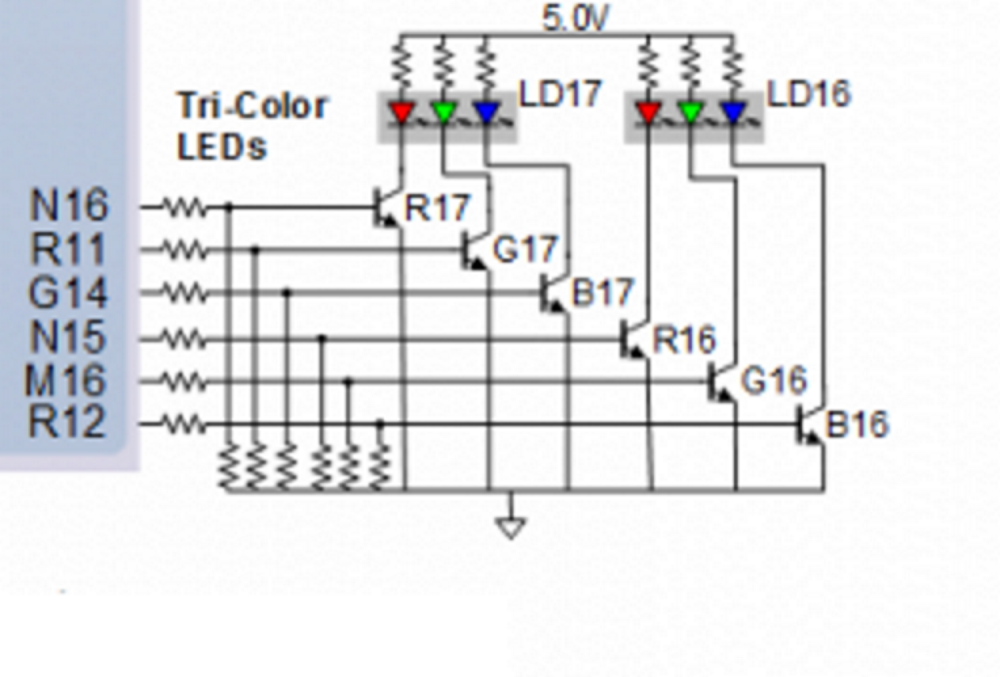 5.0V
LD17
LD16
Tri-Color
LEDs
N16
R17
R11
G17
G14
B17
N15
R16
M16
G16
R12
B16